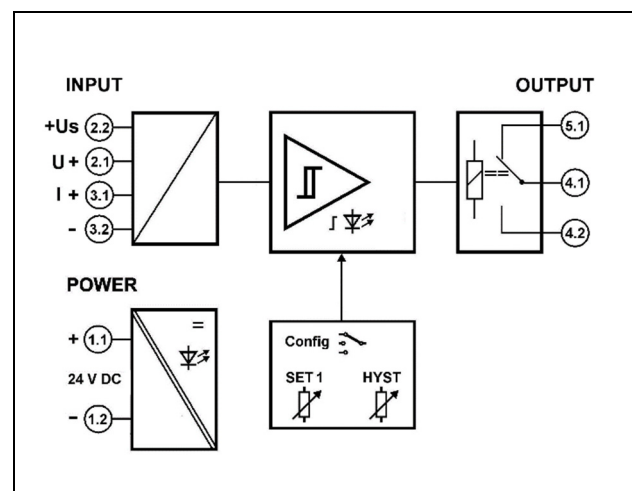 INPUT
OUTPUT
+Us 2.2
U + 2.1
I + 3.1
- 3.2
5.1
4.1
4.2
POWER
+ 1.1
24 V DC
- 1.2
=
Config
SET 1 HYST